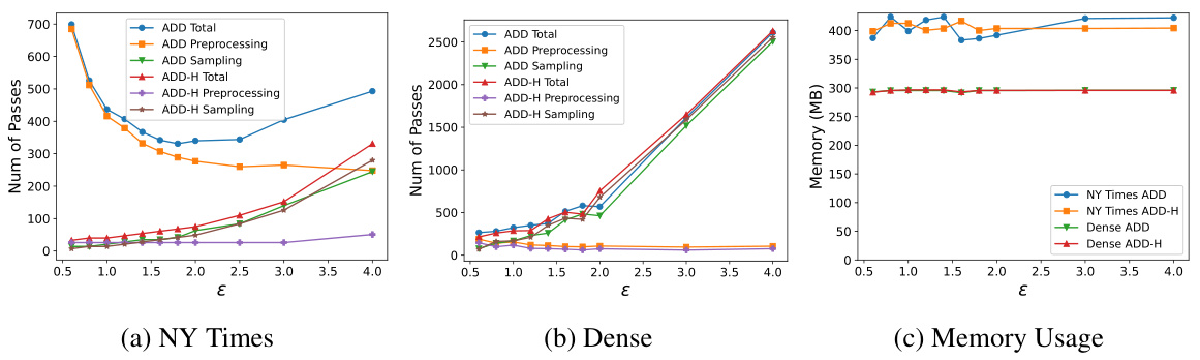 700
600
500
400
300
200
100
0
Num of Passes
ADD Total
ADD Preprocessing
ADD Sampling
ADD-H Total
ADD-H Preprocessing
ADD-H Sampling
0.5 1.0 1.5 2.0 2.5 3.0 3.5 4.0
ε
(a) NY Times
2500
2000
1500
1000
500
0
Num of Passes
ADD Total
ADD Preprocessing
ADD Sampling
ADD-H Total
ADD-H Preprocessing
ADD-H Sampling
0.5 1.0 1.5 2.0 2.5 3.0 3.5 4.0
ε
(b) Dense
400
350
300
250
200
150
100
50
0
Memory (MB)
NY Times ADD
NY Times ADD-H
Dense ADD
Dense ADD-H
0.5 1.0 1.5 2.0 2.5 3.0 3.5 4.0
ε
(c) Memory Usage